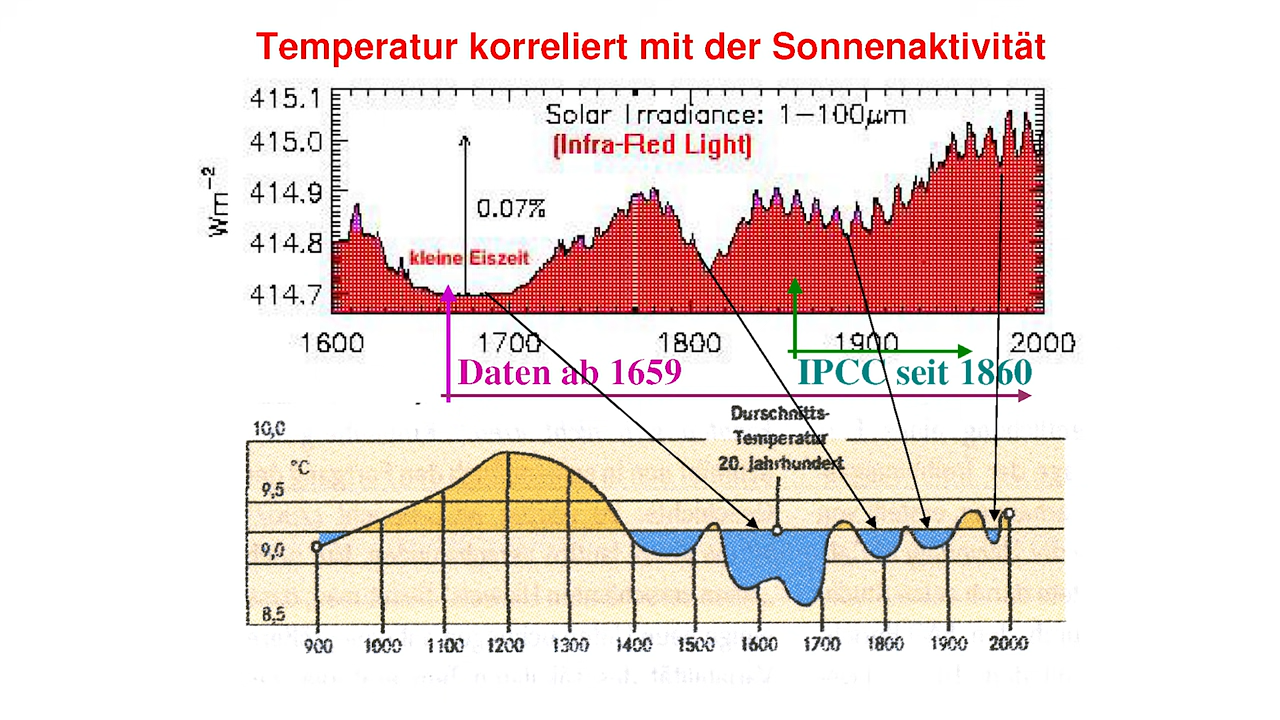 Temperatur korreliert mit der Sonnenaktivität
415.1
415.0
414.9
414.8
414.7
Wm−2
Solar Irradiance: 1−100μm
(Infra-Red Light)
0.07%
kleine Eiszeit
1600 1700 1800 1900 2000
Daten ab 1659
IPCC seit 1860
Durschnitts-
Temperatur
20. Jahrhundert
10,0
°C
9,5
9,0
8,5
900 1000 1100 1200 1300 1400 1500 1600 1700 1800 1900 2000